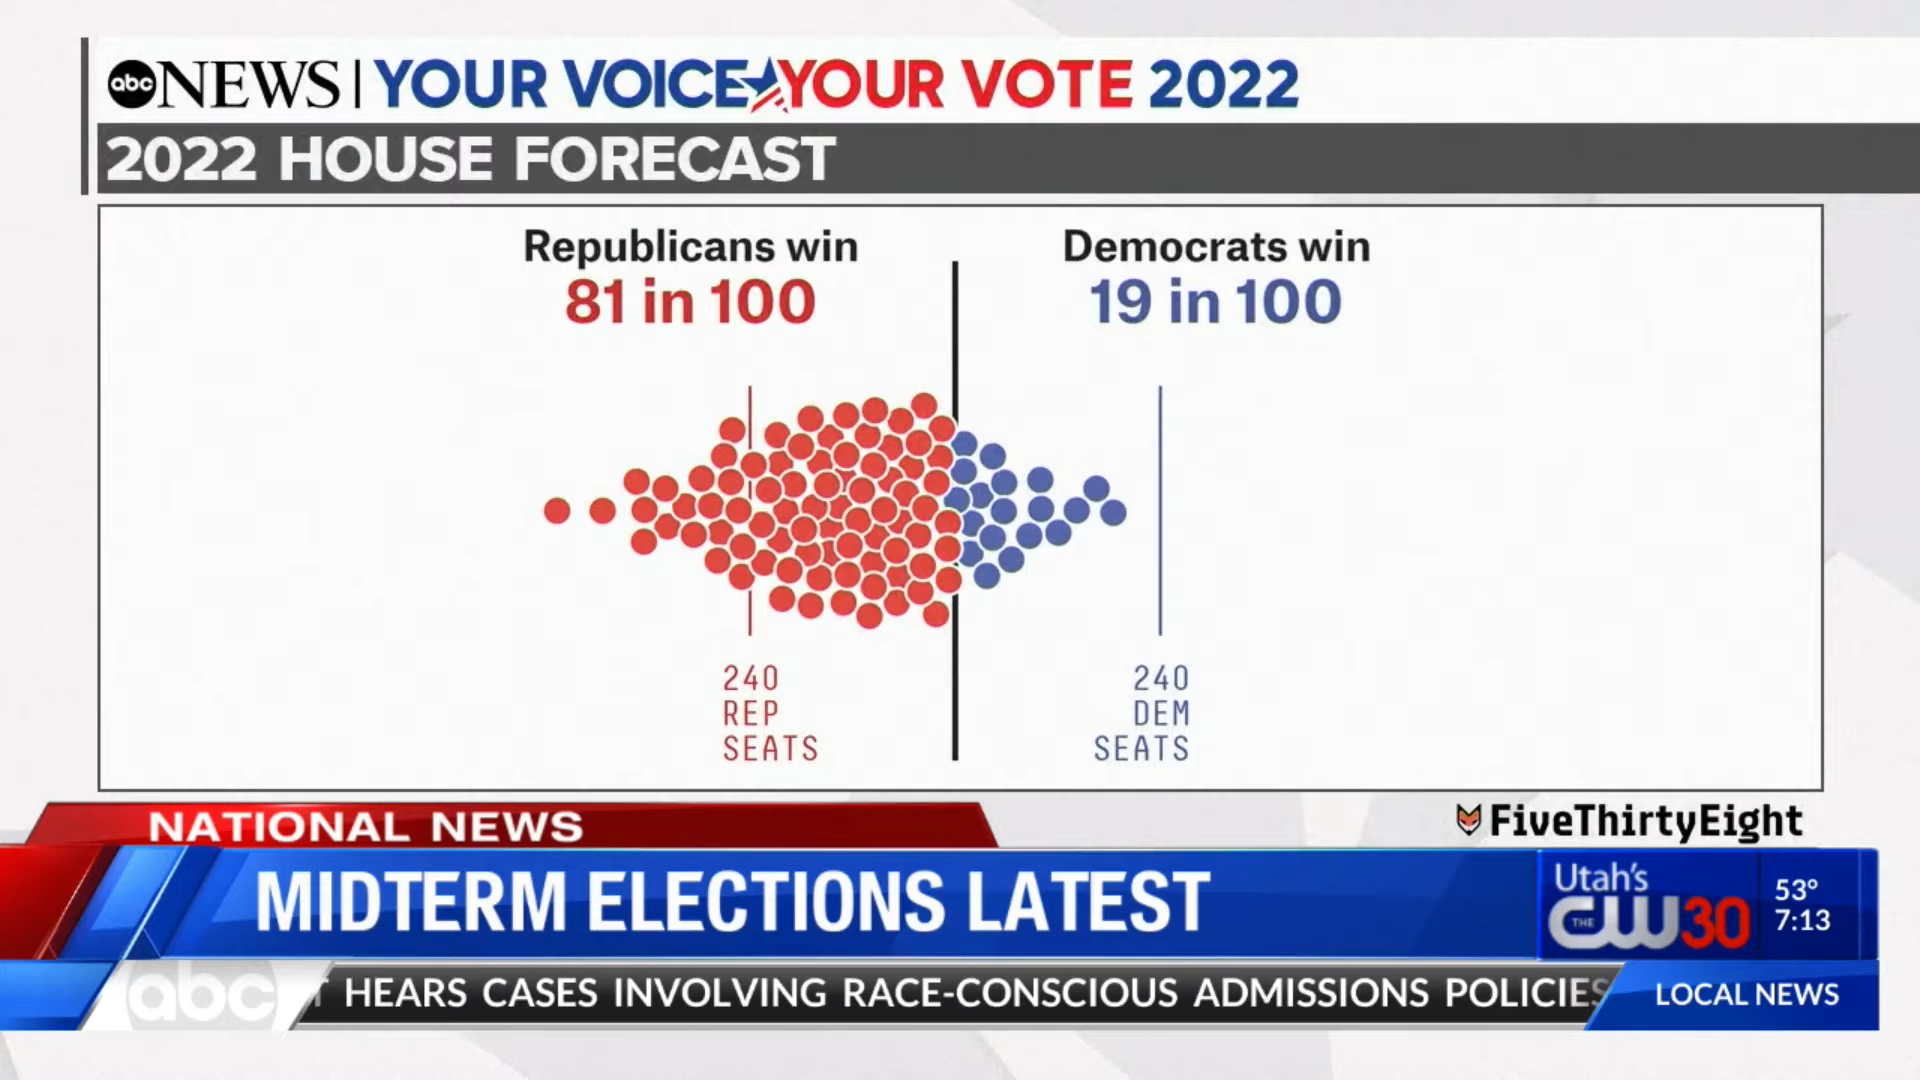 abc NEWS | YOUR VOICE YOUR VOTE 2022
2022 HOUSE FORECAST
Republicans win
81 in 100
Democrats win
19 in 100
240
REP
SEATS
240
DEM
SEATS
FiveThirtyEight
NATIONAL NEWS
MIDTERM ELECTIONS LATEST
Utah's
THE CW30
53°
7:13
abc
HEARS CASES INVOLVING RACE-CONSCIOUS ADMISSIONS POLICIES
LOCAL NEWS